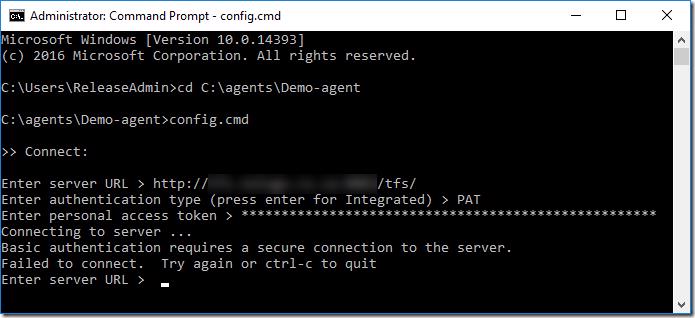 Administrator: Command Prompt - config.cmd
Microsoft Windows [Version 10.0.14393]
(c) 2016 Microsoft Corporation. All rights reserved.
C:\Users\ReleaseAdmin>cd C:\agents\Demo-agent
C:\agents\Demo-agent>config.cmd
>> Connect:
Enter server URL > http:// /tfs/
Enter authentication type (press enter for Integrated) > PAT
Enter personal access token > ****************************************************
Connecting to server ...
Basic authentication requires a secure connection to the server.
Failed to connect.  Try again or ctrl-c to quit
Enter server URL >